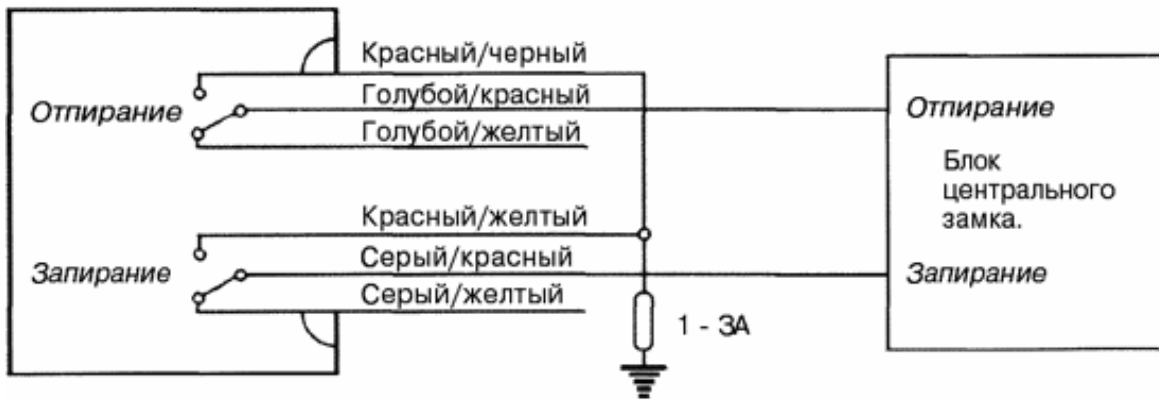 Красный/черный
Отпирание
Голубой/красный
Голубой/желтый
Отпирание
Блок
центрального
замка.
Красный/желтый
Запирание
Серый/красный
Серый/желтый
Запирание
1 - 3А